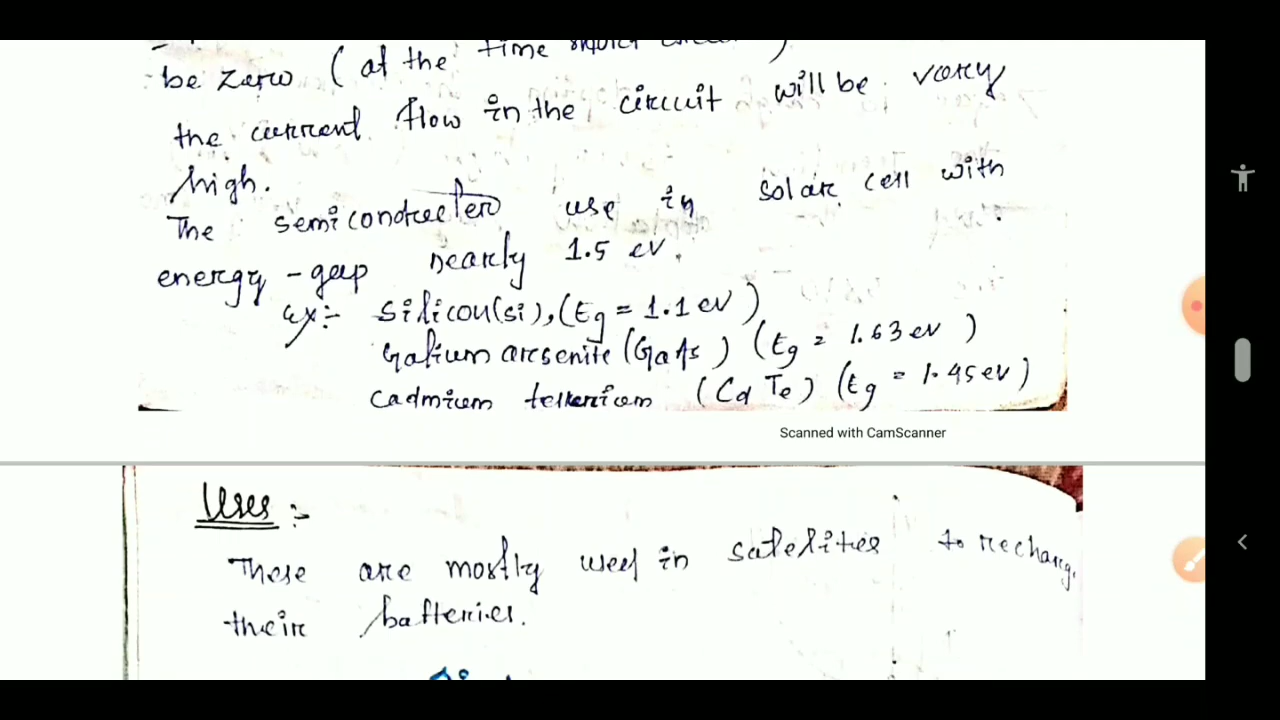 be zero (at the time
the current flow in the circuit will be vary
high.
The semiconductor use in solar cell with
energy-gap nearly 1.5 ev.
ex:- Silicon(si), (Eg = 1.1 ev)
Galium arsenite (GaAs) (Eg = 1.63 ev)
Cadmium tellerium (Cd Te) (Eg = 1.45 ev)
Scanned with CamScanner
Uses :-
These are mostly used in satelites to recharg.
their batteries.